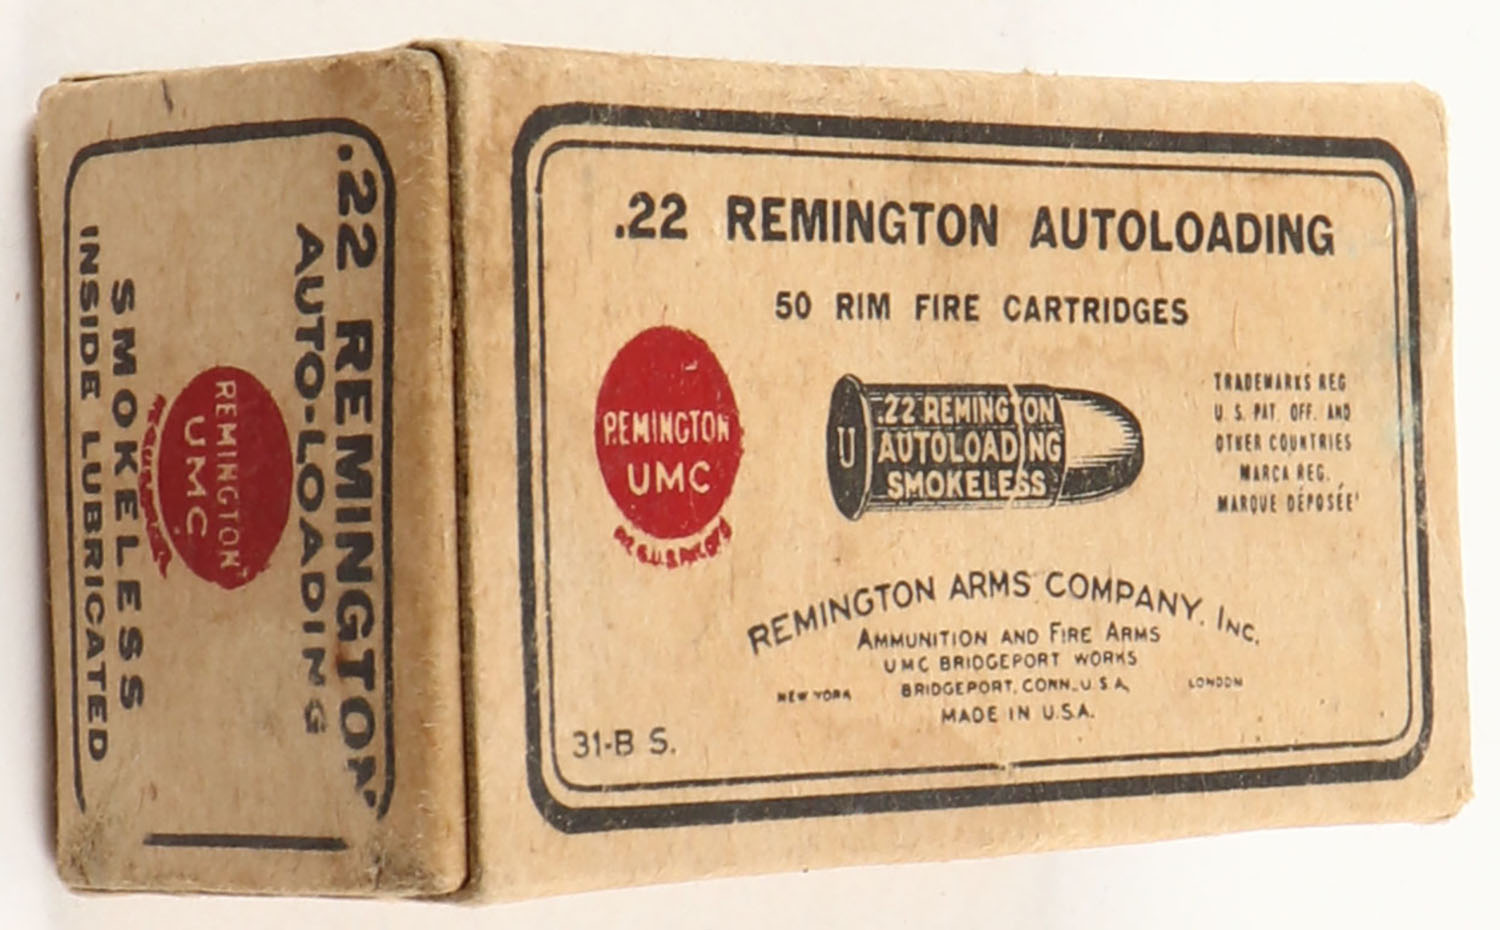 .22 REMINGTON AUTOLOADING
50 RIM FIRE CARTRIDGES
REMINGTON
UMC
U
.22 REMINGTON
AUTOLOADING
SMOKELESS
TRADEMARKS REG
U. S. PAT. OFF. AND
OTHER COUNTRIES
MARCA REG.
MARQUE DÉPOSÉE
REMINGTON ARMS COMPANY, INC.
AMMUNITION AND FIRE ARMS
UMC BRIDGEPORT WORKS
NEW YORK BRIDGEPORT, CONN. U.S.A. LONDON
MADE IN U.S.A.
31-B S.
.22 REMINGTON
AUTO-LOADING
REMINGTON
UMC
SMOKELESS
INSIDE LUBRICATED